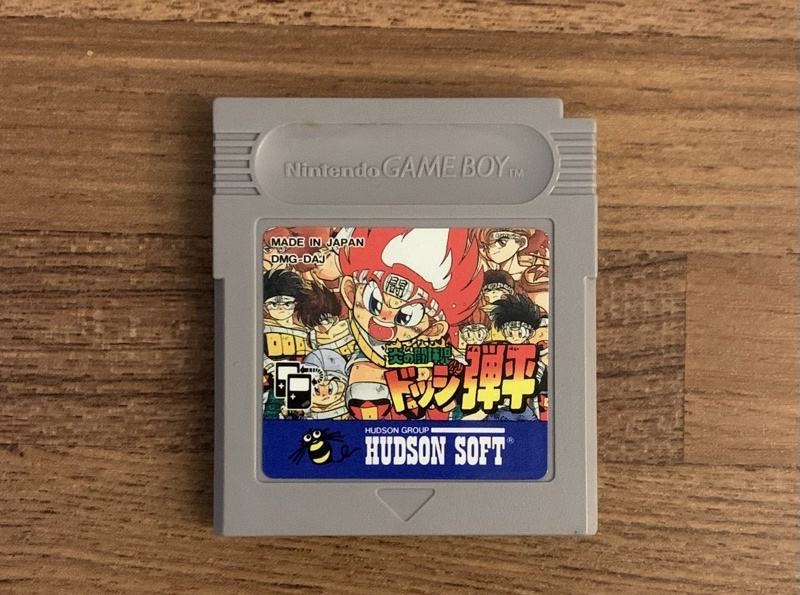 Nintendo GAME BOY TM
MADE IN JAPAN
DMG-DAJ
闘
炎の闘球児
ドッジ弾平
HUDSON GROUP
HUDSON SOFT®